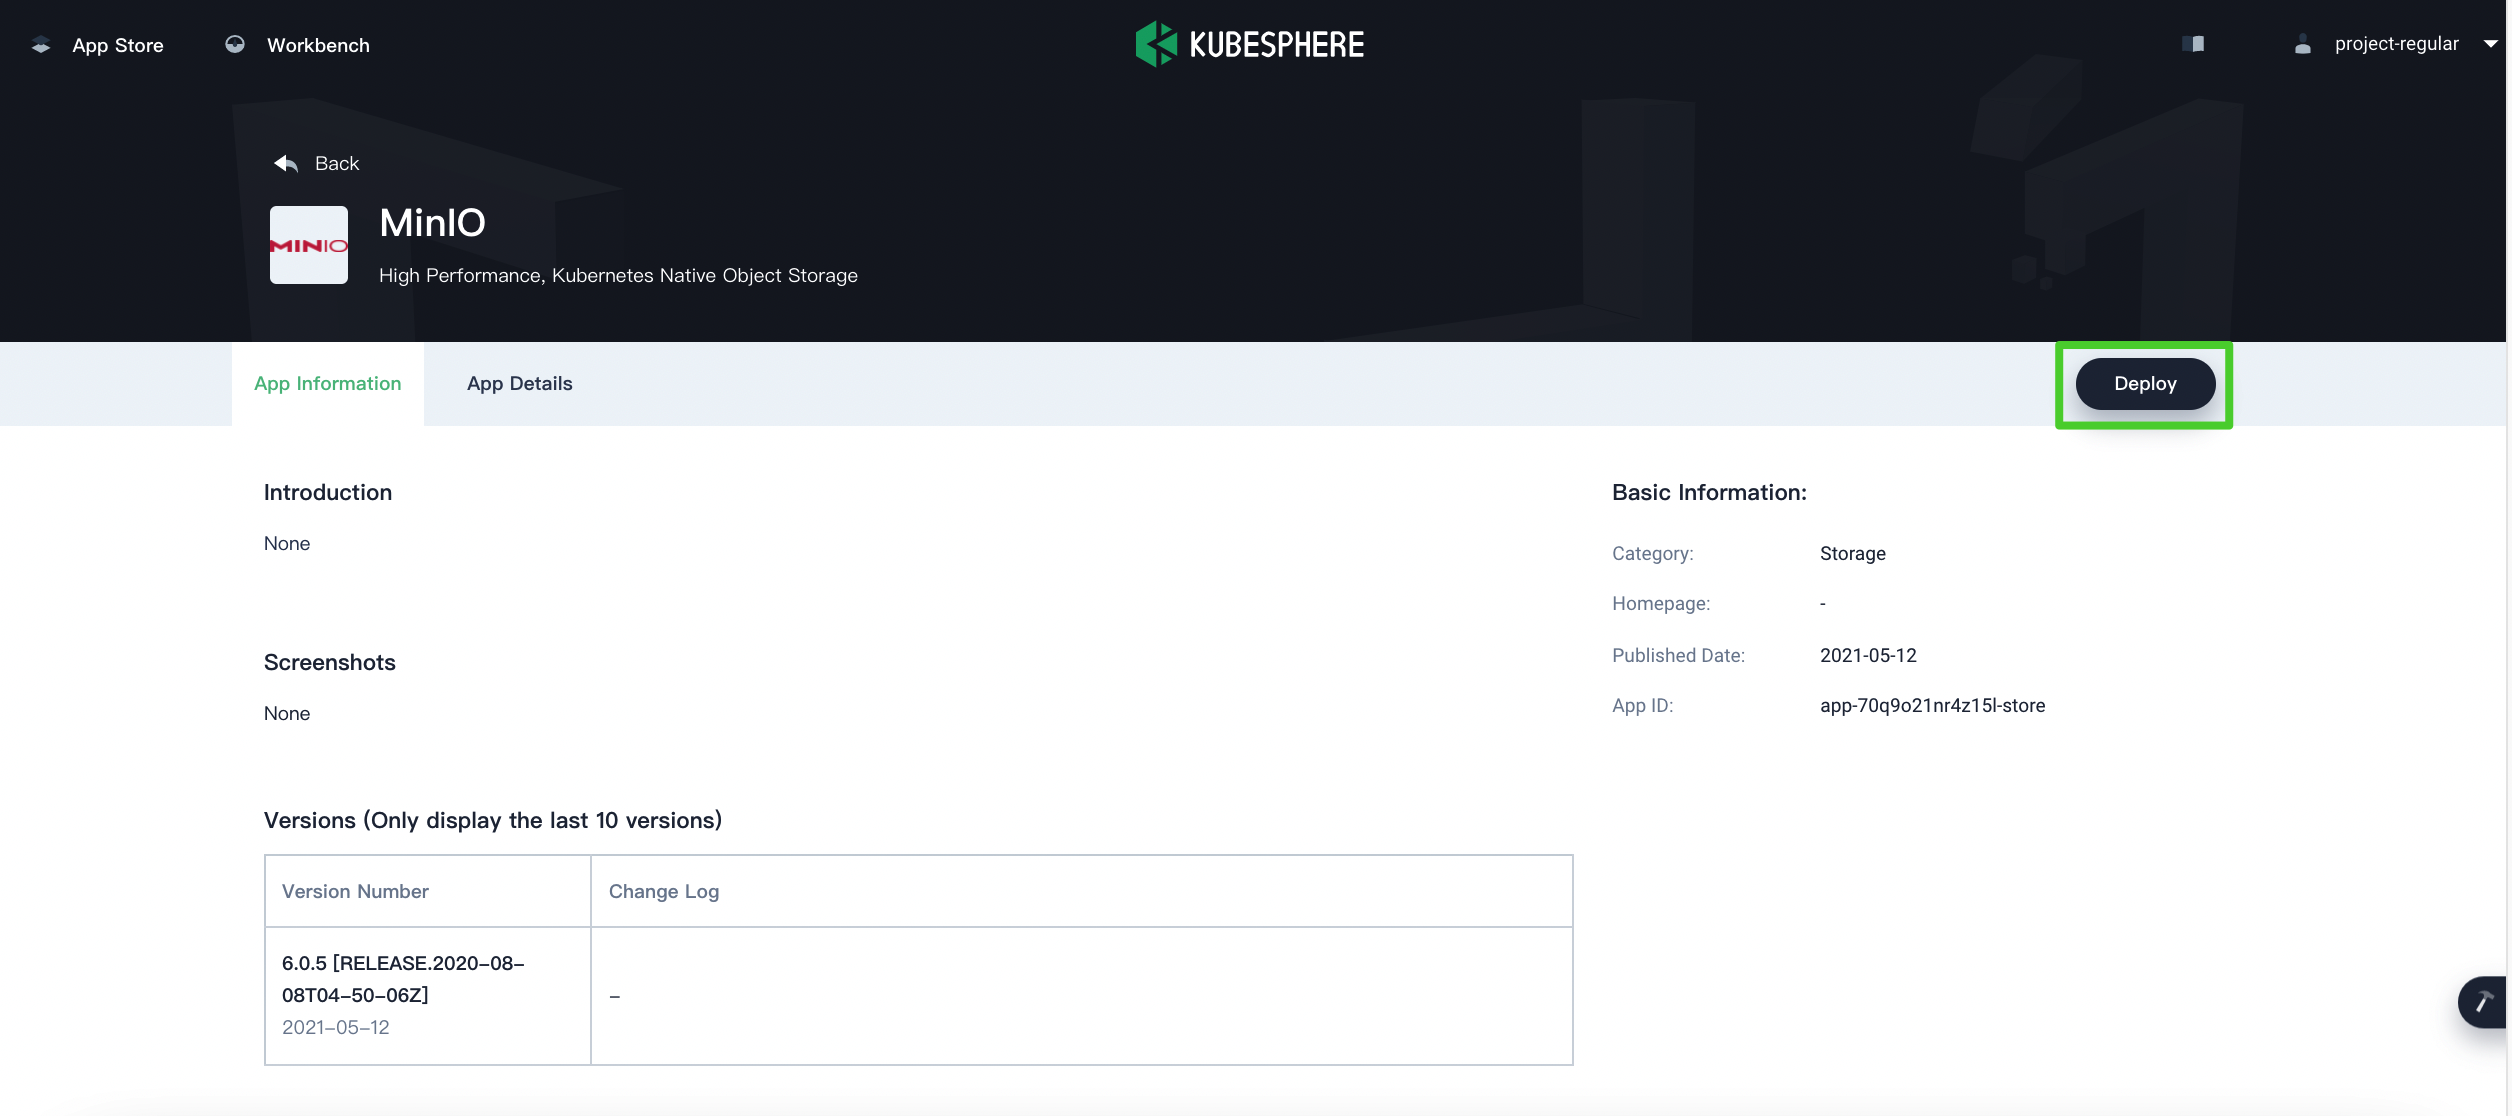 App Store
Workbench
KUBESPHERE
project-regular
Back
MINIO
MinIO
High Performance, Kubernetes Native Object Storage
App Information
App Details
Deploy
Introduction
None
Screenshots
None
Versions (Only display the last 10 versions)
Version Number
Change Log
6.0.5 [RELEASE.2020-08-
08T04-50-06Z]
2021-05-12
-
Basic Information:
Category: Storage
Homepage: -
Published Date: 2021-05-12
App ID: app-70q9o21nr4z15l-store